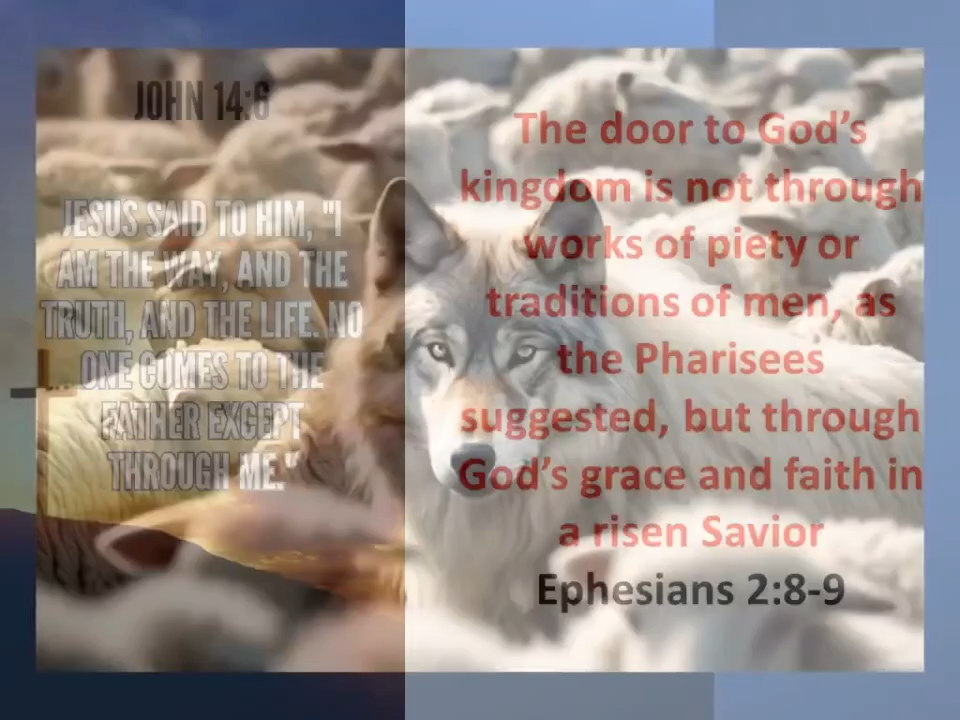 JOHN 14:6
JESUS SAID TO HIM, "I
AM THE WAY, AND THE
TRUTH, AND THE LIFE. NO
ONE COMES TO THE
FATHER EXCEPT
THROUGH ME."
The door to God’s
kingdom is not through
works of piety or
traditions of men, as
the Pharisees
suggested, but through
God’s grace and faith in
a risen Savior
Ephesians 2:8-9